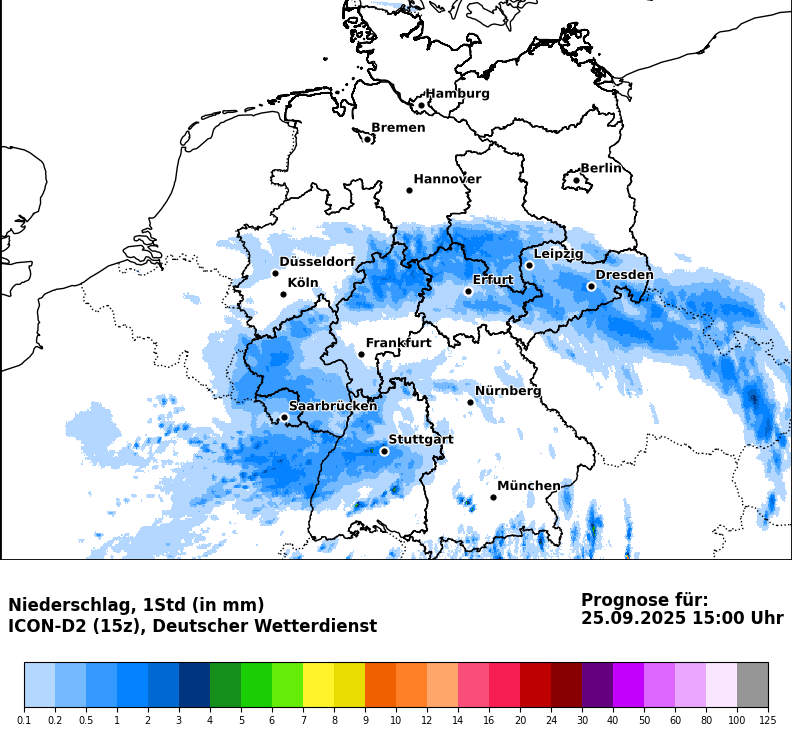 Hamburg
Bremen
Berlin
Hannover
Leipzig
Düsseldorf
Dresden
Erfurt
Köln
Frankfurt
Nürnberg
Saarbrücken
Stuttgart
München
Niederschlag, 1Std (in mm)
ICON-D2 (15z), Deutscher Wetterdienst
Prognose für:
25.09.2025 15:00 Uhr
0.1 0.2 0.5 1 2 3 4 5 6 7 8 9 10 12 14 16 20 24 30 40 50 60 80 100 125